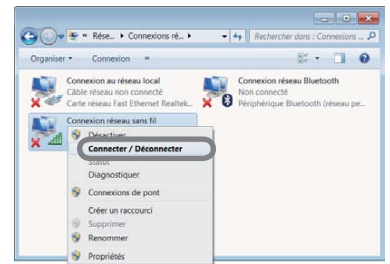 Rése... Connexions ré...
Rechercher dans : Connexions ...
Organiser Connexion »
Connexion au réseau local
Câble réseau non connecté
Carte réseau Fast Ethernet Realtek...
Connexion réseau Bluetooth
Non connecté
Périphérique Bluetooth (réseau pe...
Connexion réseau sans fil
Désactiver
Connecter / Déconnecter
Statut
Diagnostiquer
Connexions de pont
Créer un raccourci
Supprimer
Renommer
Propriétés